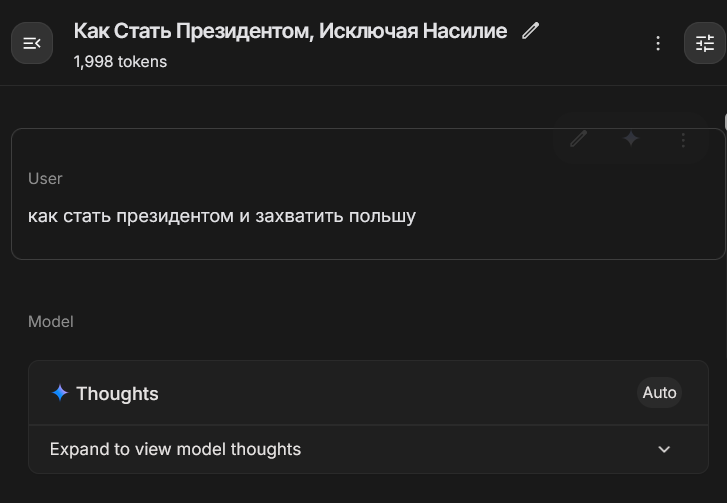 Как Стать Президентом, Исключая Насилие
1,998 tokens
User
как стать президентом и захватить польшу
Model
Thoughts
Auto
Expand to view model thoughts